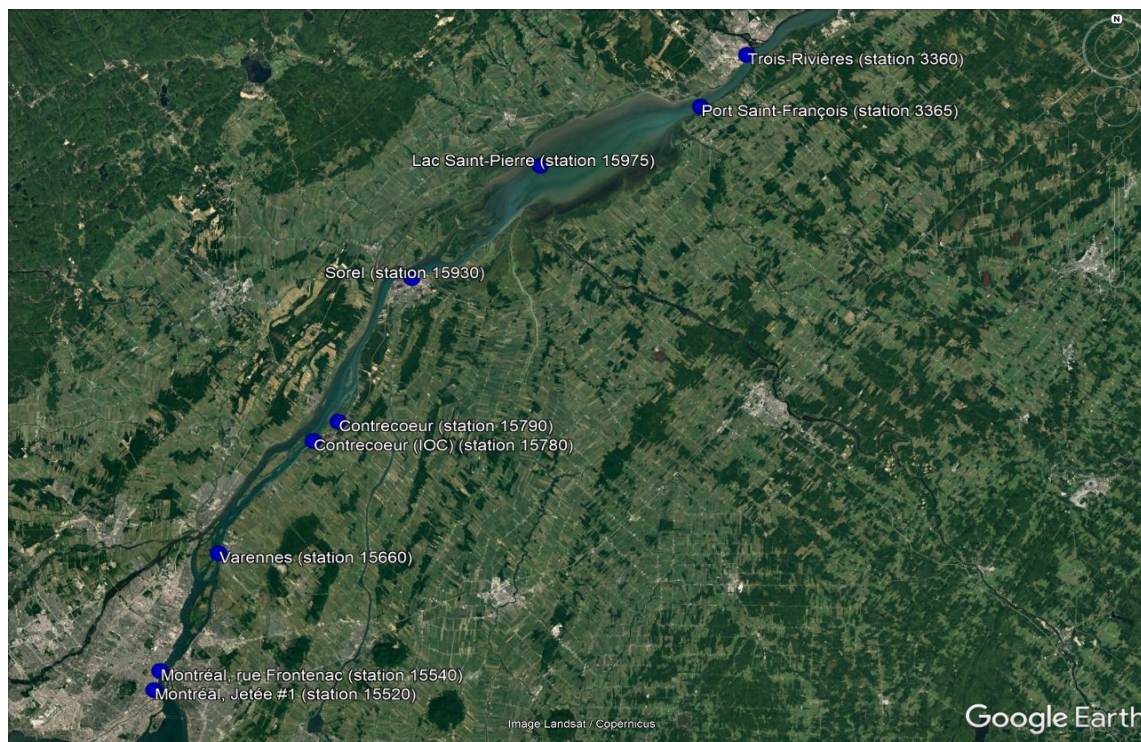 N
Trois-Rivières (station 3360)
Port Saint-François (station 3365)
Lac Saint-Pierre (station 15975)
Sorel (station 15930)
Contrecoeur (station 15790)
Contrecoeur (IOC) (station 15780)
Varennes (station 15660)
Montréal, rue Frontenac (station 15540)
Montréal, Jetée #1 (station 15520)
Image Landsat / Copernicus
Google Earth